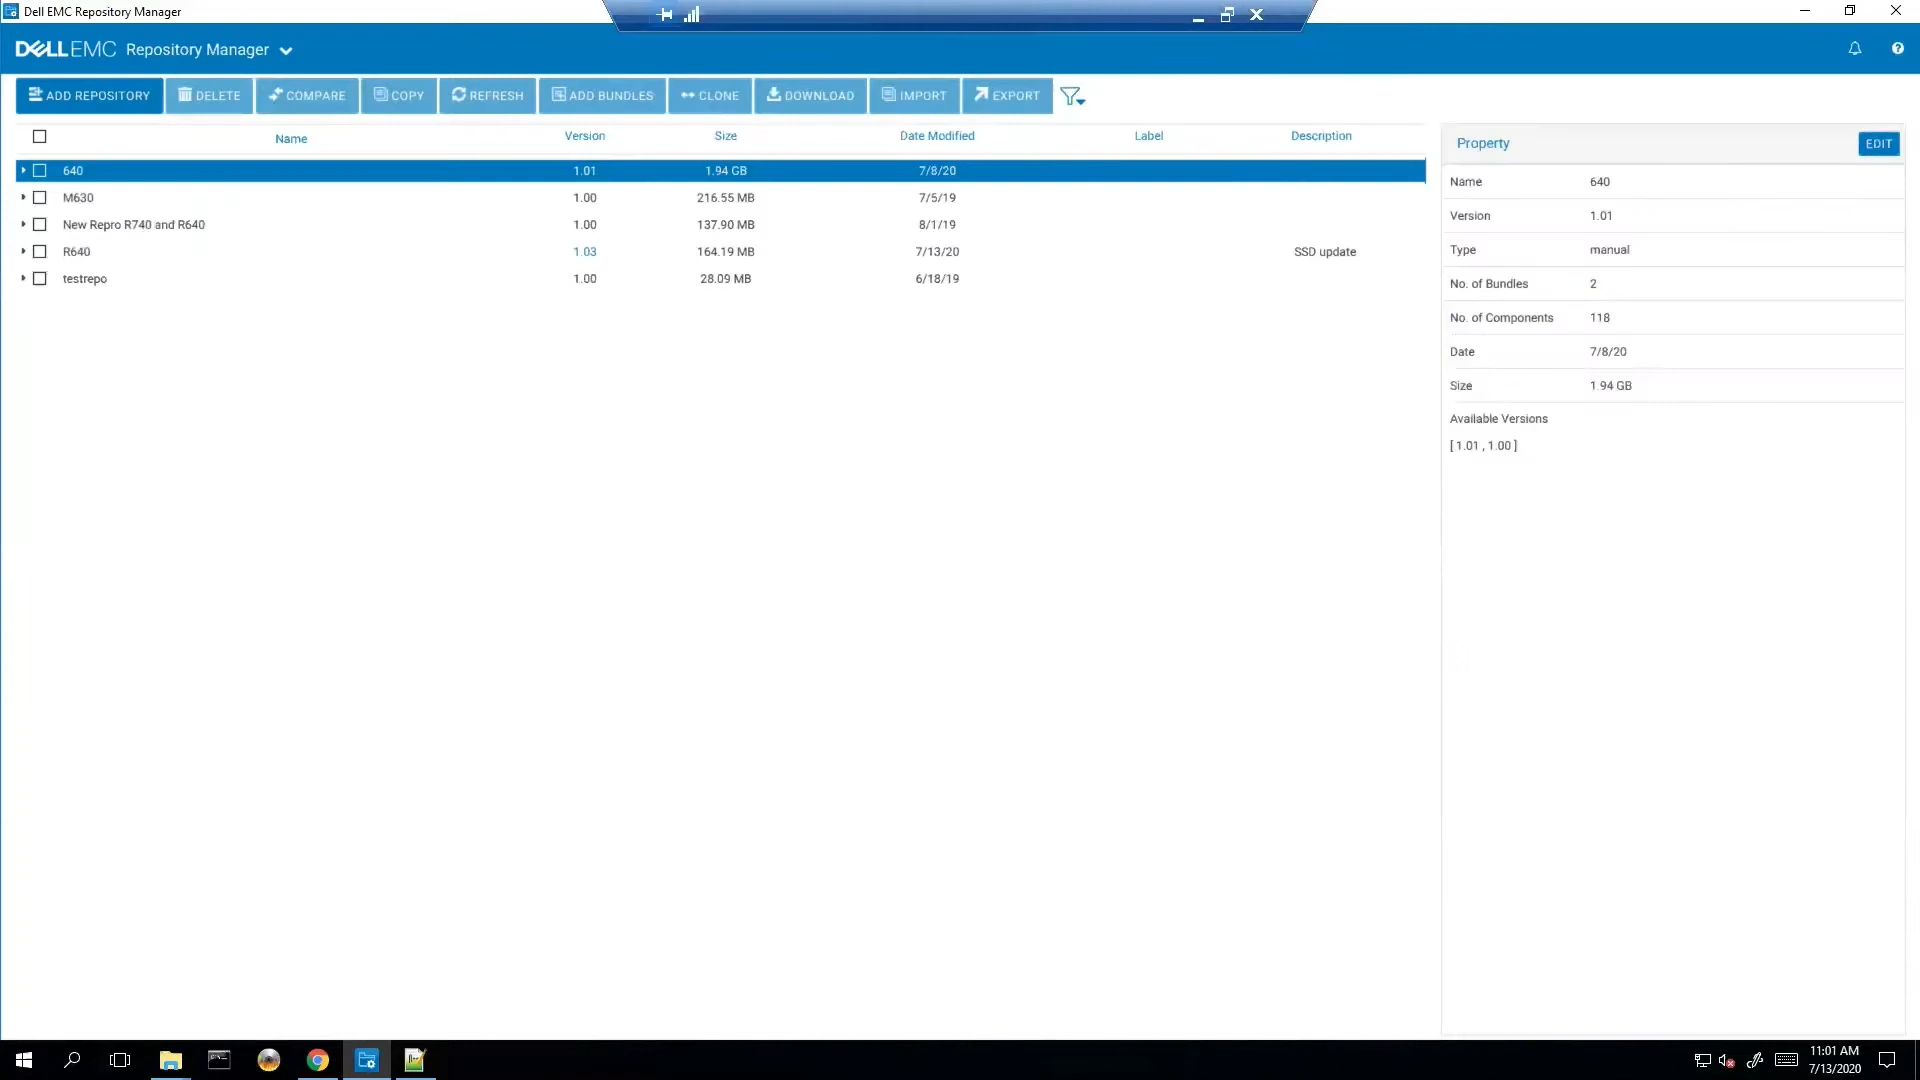 Dell EMC Repository Manager
DELLEMC Repository Manager
ADD REPOSITORY DELETE COMPARE COPY REFRESH ADD BUNDLES CLONE DOWNLOAD IMPORT EXPORT
Name Version Size Date Modified Label Description
640 1.01 1.94 GB 7/8/20
M630 1.00 216.55 MB 7/5/19
New Repro R740 and R640 1.00 137.90 MB 8/1/19
R640 1.03 164.19 MB 7/13/20 SSD update
testrepo 1.00 28.09 MB 6/18/19
Property EDIT
Name 640
Version 1.01
Type manual
No. of Bundles 2
No. of Components 118
Date 7/8/20
Size 1.94 GB
Available Versions
[ 1.01 , 1.00 ]
11:01 AM
7/13/2020